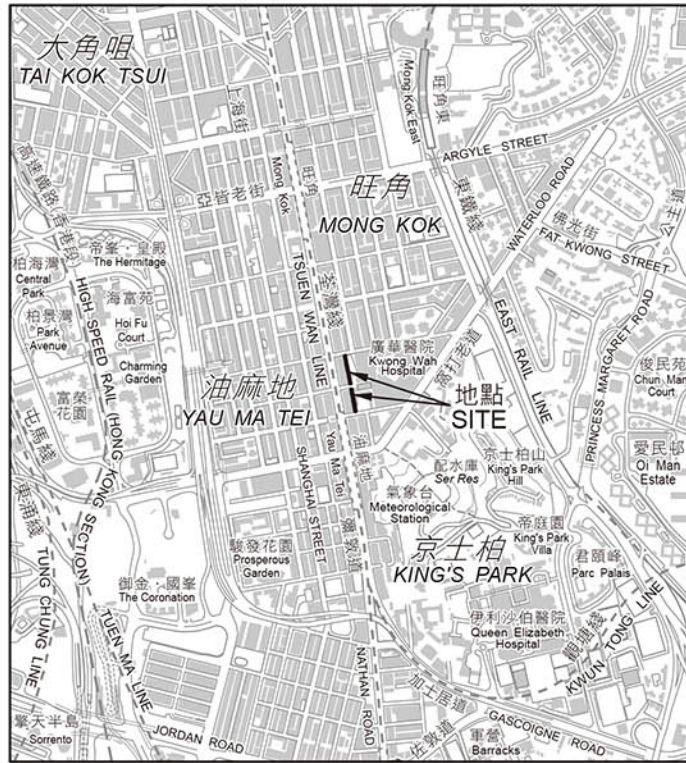 大角咀
TAI KOK TSUI
上海街
旺角東
Mong Kok East
ARGYLE STREET
高速鐵路(香港段)
HIGH SPEED RAIL (HONG KONG SECTION)
亞皆老街
Mong Kok
旺角
旺角
MONG KOK
東鐵綫
EAST RAIL LINE
WATERLOO ROAD
佛光街
FAT KWONG STREET
公主道
PRINCESS MARGARET ROAD
帝峯・皇殿
The Hermitage
柏海灣
Central
Park
海富苑
Hoi Fu
Court
柏景灣
Park
Avenue
Charming
Garden
富榮
花園
TSUEN WAN LINE
荃灣綫
廣華醫院
Kwong Wah
Hospital
窩打老道
地點
SITE
俊民苑
Chun Man
Court
油麻地
YAU MA TEI
屯馬綫
東涌綫
Yau Ma Tei
油麻地
SHANGHAI STREET
彌敦道
配水庫
Ser Res
京士柏山
King's Park
Hill
愛民邨
Oi Man
Estate
氣象台
Meteorological
Station
帝庭園
King's Park
Villa
京士柏
KING'S PARK
君頤峰
Parc Palais
駿發花園
Prosperous
Garden
御金・國峯
The Coronation
伊利沙伯醫院
Queen Elizabeth
Hospital
觀塘綫
KWUN TONG LINE
TUNG CHUNG LINE
TUEN MA LINE
NATHAN ROAD
加士居道
GASCOIGNE ROAD
擎天半島
Sorrento
JORDAN ROAD
佐敦道
軍營
Barracks